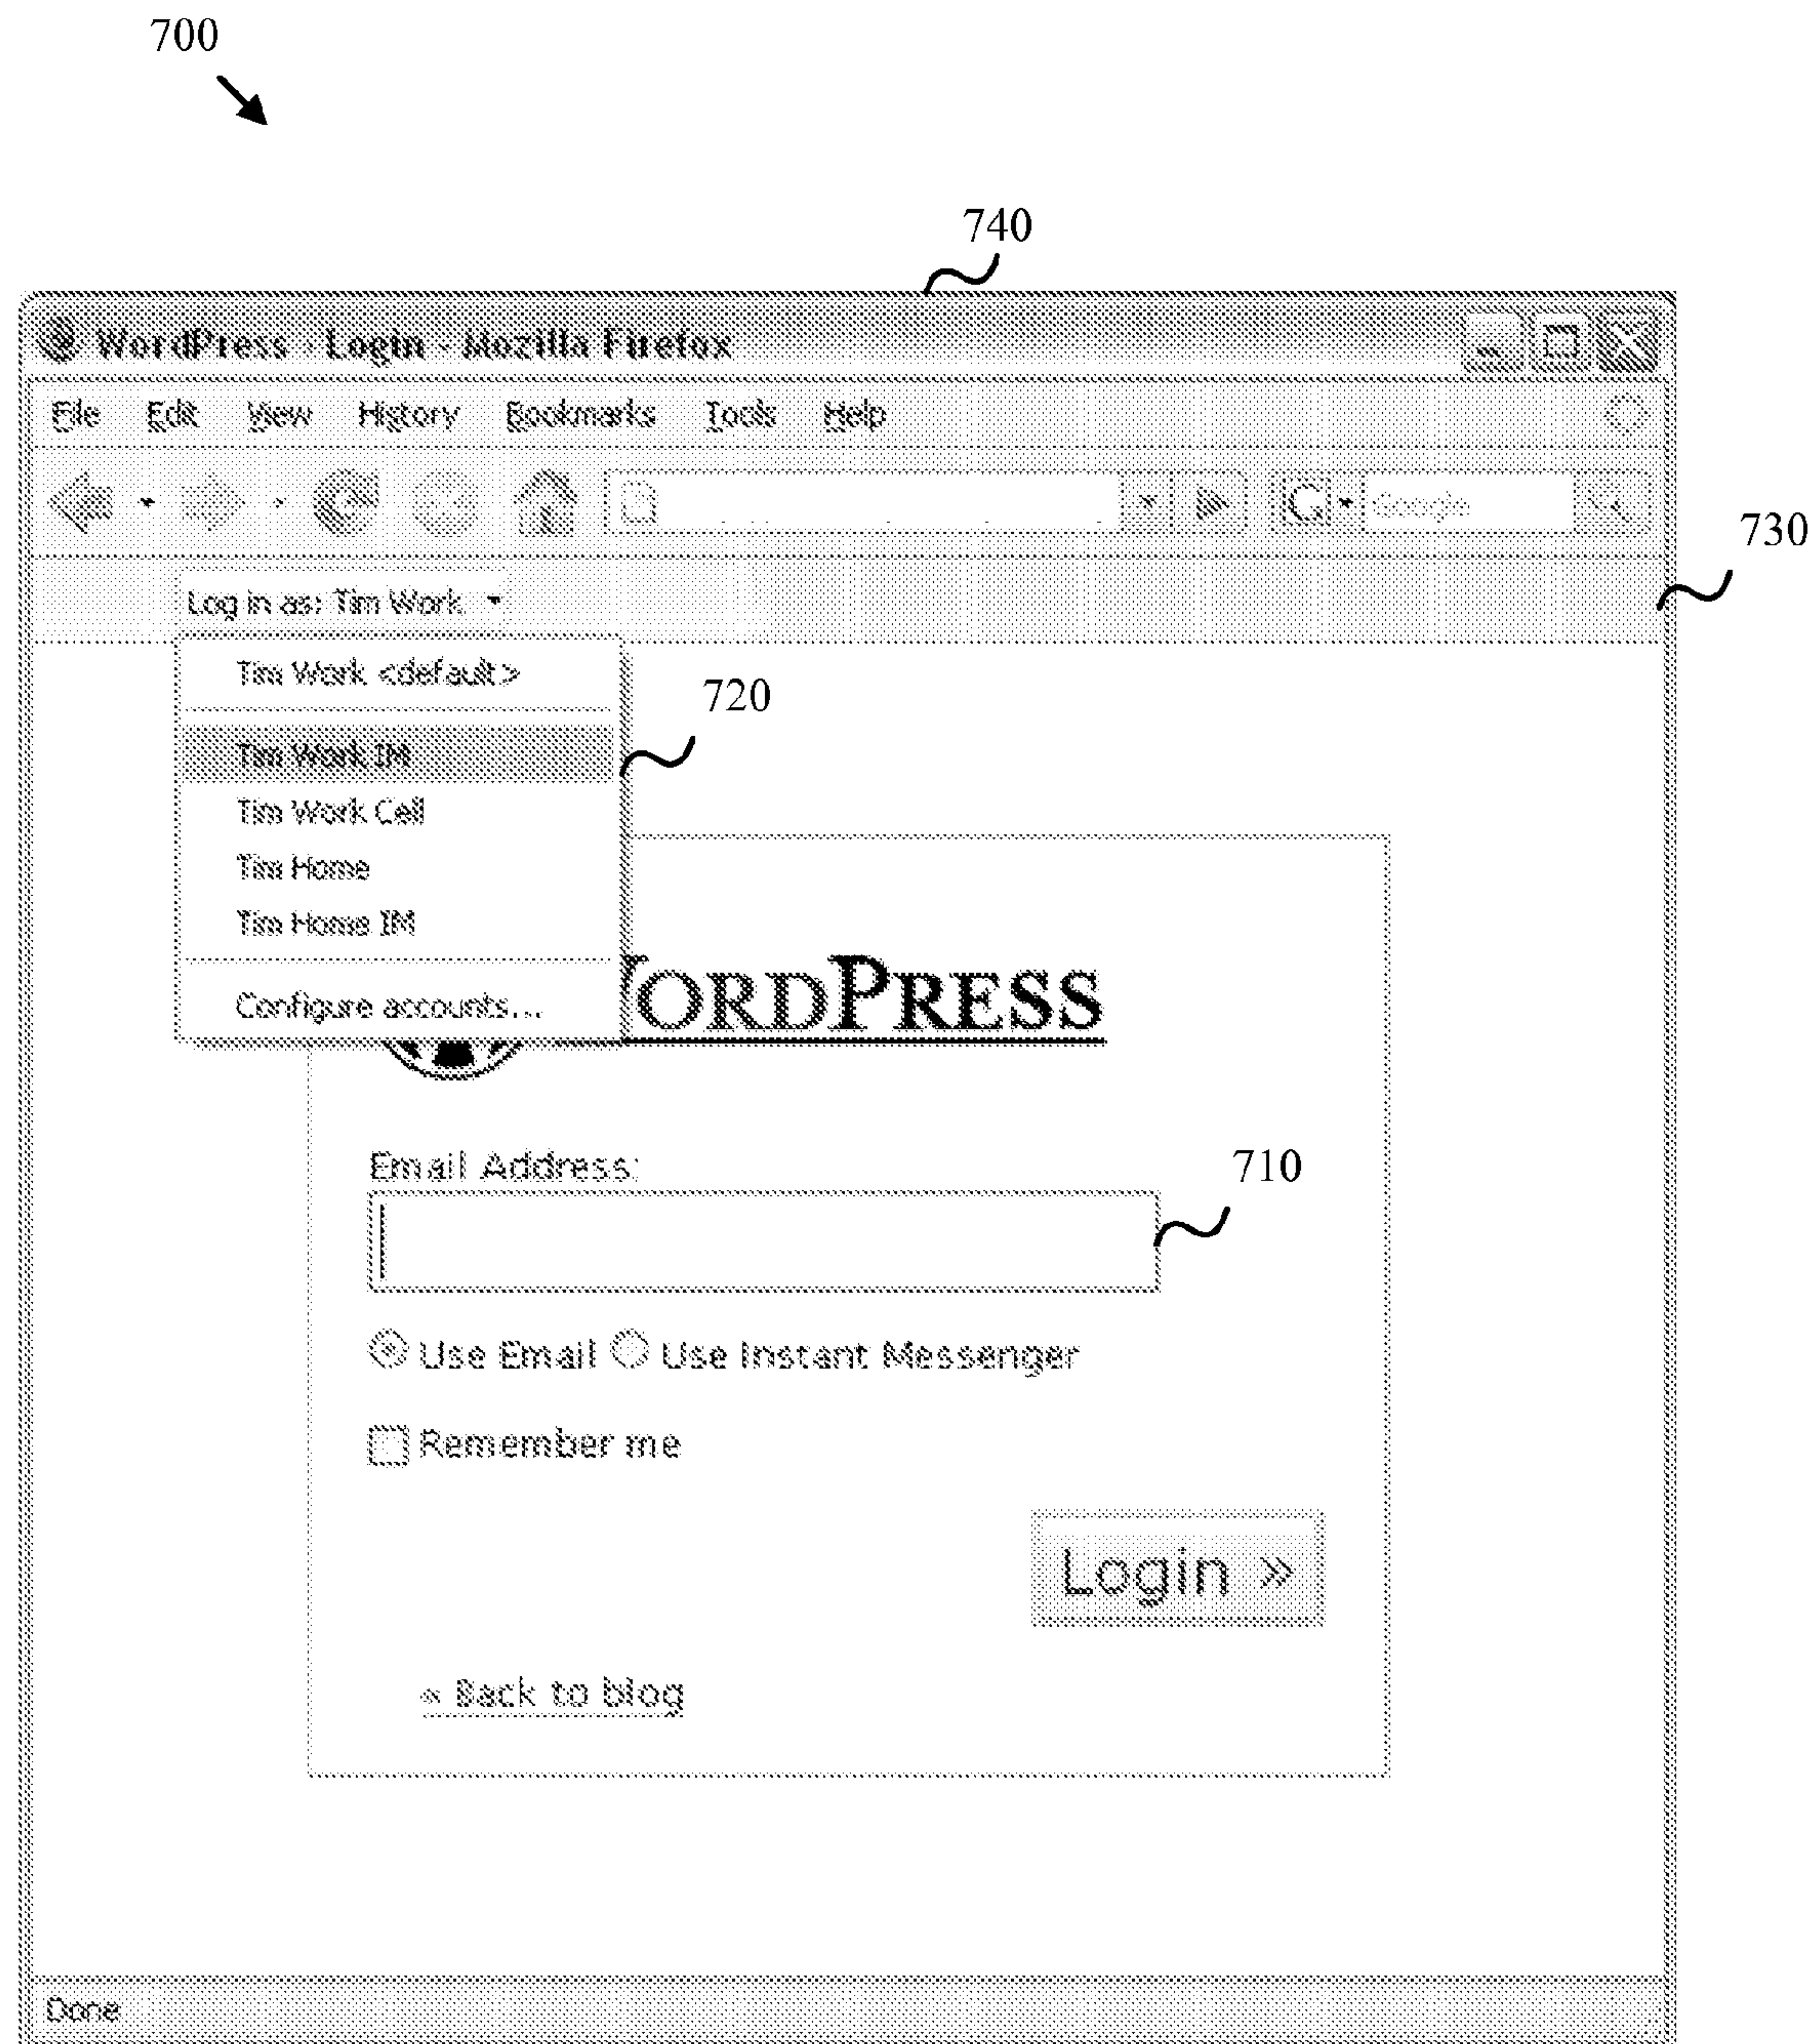 700
740
WordPress › Login - Mozilla Firefox
File Edit View History Bookmarks Tools Help
G Google
730
Log in as: Tim Work
Tim Work <default>
720
Tim Work IM
Tim Work Cell
Tim Home
Tim Home IM
Configure accounts...
ORDPRESS
Email Address:
710
Use Email Use Instant Messenger
Remember me
Login »
« Back to blog
Done